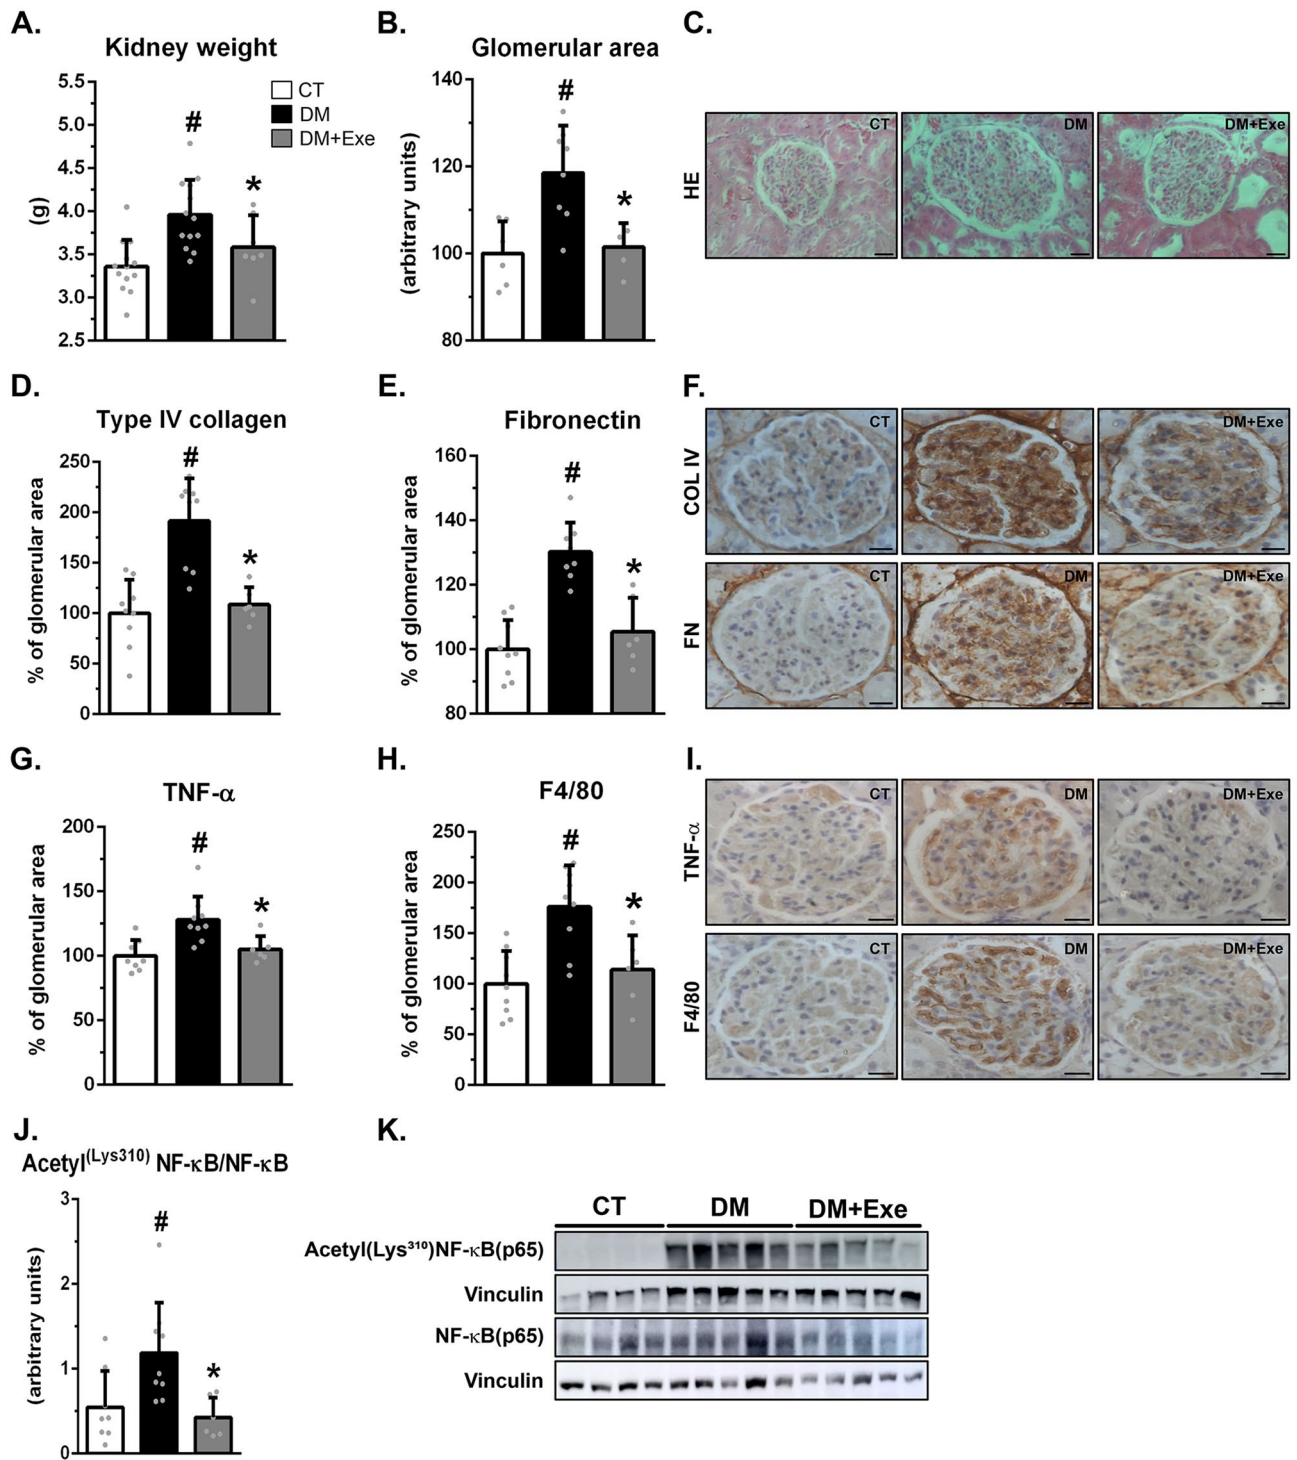 A.
Kidney weight
CT
DM
DM+Exe
(g)
5.5
5.0
4.5
4.0
3.5
3.0
2.5
#
*
B.
Glomerular area
(arbitrary units)
140
120
100
80
#
*
C.
HE
CT
DM
DM+Exe
D.
Type IV collagen
% of glomerular area
250
200
150
100
50
0
#
*
E.
Fibronectin
% of glomerular area
160
140
120
100
80
#
*
F.
COL IV
CT
DM
DM+Exe
FN
CT
DM
DM+Exe
G.
TNF-α
% of glomerular area
200
150
100
50
0
#
*
H.
F4/80
% of glomerular area
250
200
150
100
50
0
#
*
I.
TNF-α
CT
DM
DM+Exe
F4/80
CT
DM
DM+Exe
J.
Acetyl(Lys310) NF-κB/NF-κB
(arbitrary units)
3
2
1
0
#
*
K.
CT DM DM+Exe
Acetyl(Lys³¹⁰)NF-κB(p65)
Vinculin
NF-κB(p65)
Vinculin